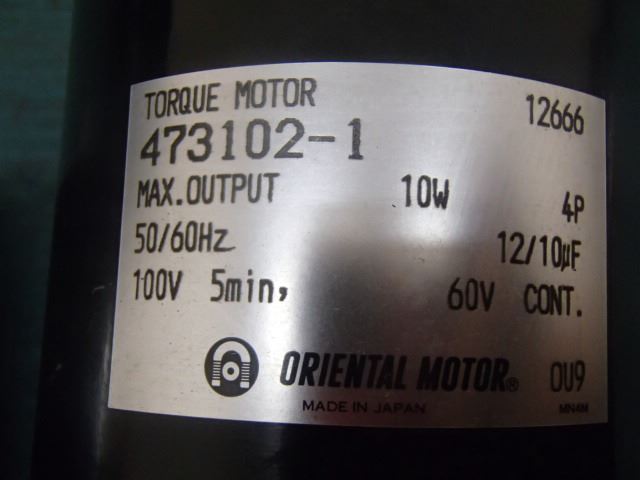 TORQUE MOTOR 12666
473102-1
MAX.OUTPUT 10W 4P
50/60Hz 12/10µF
100V 5min, 60V CONT.
ORIENTAL MOTOR® 0U9
MADE IN JAPAN MN4M